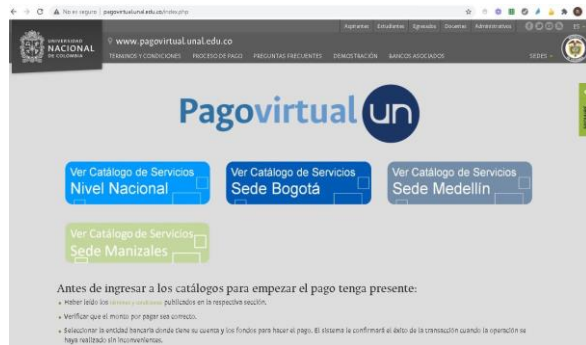 No es seguro | pagovirtual.unal.edu.co/index.php
Aspirantes Estudiantes Egresados Docentes Administrativos ES
UNIVERSIDAD
NACIONAL
DE COLOMBIA
www.pagovirtual.unal.edu.co
TÉRMINOS Y CONDICIONES PROCESO DE PAGO PREGUNTAS FRECUENTES DEMOSTRACIÓN BANCOS ASOCIADOS SEDES
Pagovirtual un
Ver Catálogo de Servicios
Nivel Nacional
Ver Catálogo de Servicios
Sede Bogotá
Ver Catálogo de Servicios
Sede Medellín
Ver Catálogo de Servicios
Sede Manizales
Antes de ingresar a los catálogos para empezar el pago tenga presente:
Haber leído los términos y condiciones publicados en la respectiva sección.
Verificar que el monto por pagar sea correcto.
Seleccionar la entidad bancaria donde tiene su cuenta y los fondos para hacer el pago. El sistema le confirmará el éxito de la transacción cuando la operación se
haya realizado sin inconvenientes.